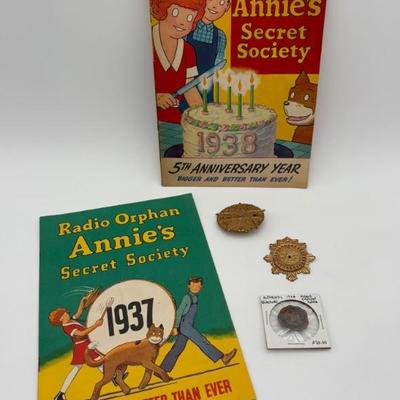 Annie's
Secret
Society
1938
5TH ANNIVERSARY YEAR
BIGGER AND BETTER THAN EVER!
Radio Orphan
Annie's
Secret Society
1937
TTER THAN EVER